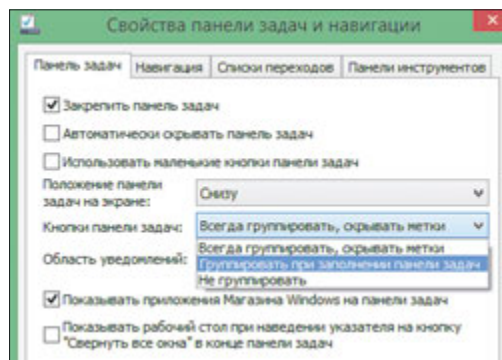 Свойства панели задач и навигации
Панель задач Навигация Списки переходов Панели инструментов
Закрепить панель задач
Автоматически скрывать панель задач
Использовать маленькие кнопки панели задач
Положение панели
задач на экране:
Снизу
Кнопки панели задач: Всегда группировать, скрывать метки
Всегда группировать, скрывать метки
Область уведомлений: Группировать при заполнении панели задач
Не группировать
Показывать приложения Магазина Windows на панели задач
Показывать рабочий стол при наведении указателя на кнопку
"Свернуть все окна" в конце панели задач